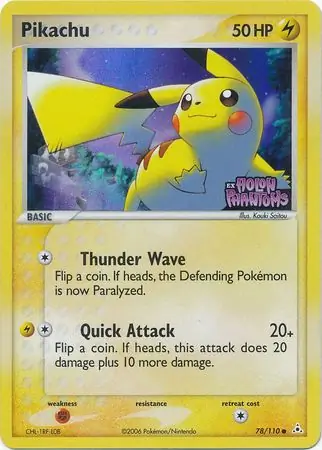 Pikachu 50 HP
EX
HOLON
PHANTOMS
BASIC
Illus. Kouki Saitou
Thunder Wave
Flip a coin. If heads, the Defending Pokémon
is now Paralyzed.
Quick Attack 20+
Flip a coin. If heads, this attack does 20
damage plus 10 more damage.
weakness resistance retreat cost
©2006 Pokémon/Nintendo 78/110 ●